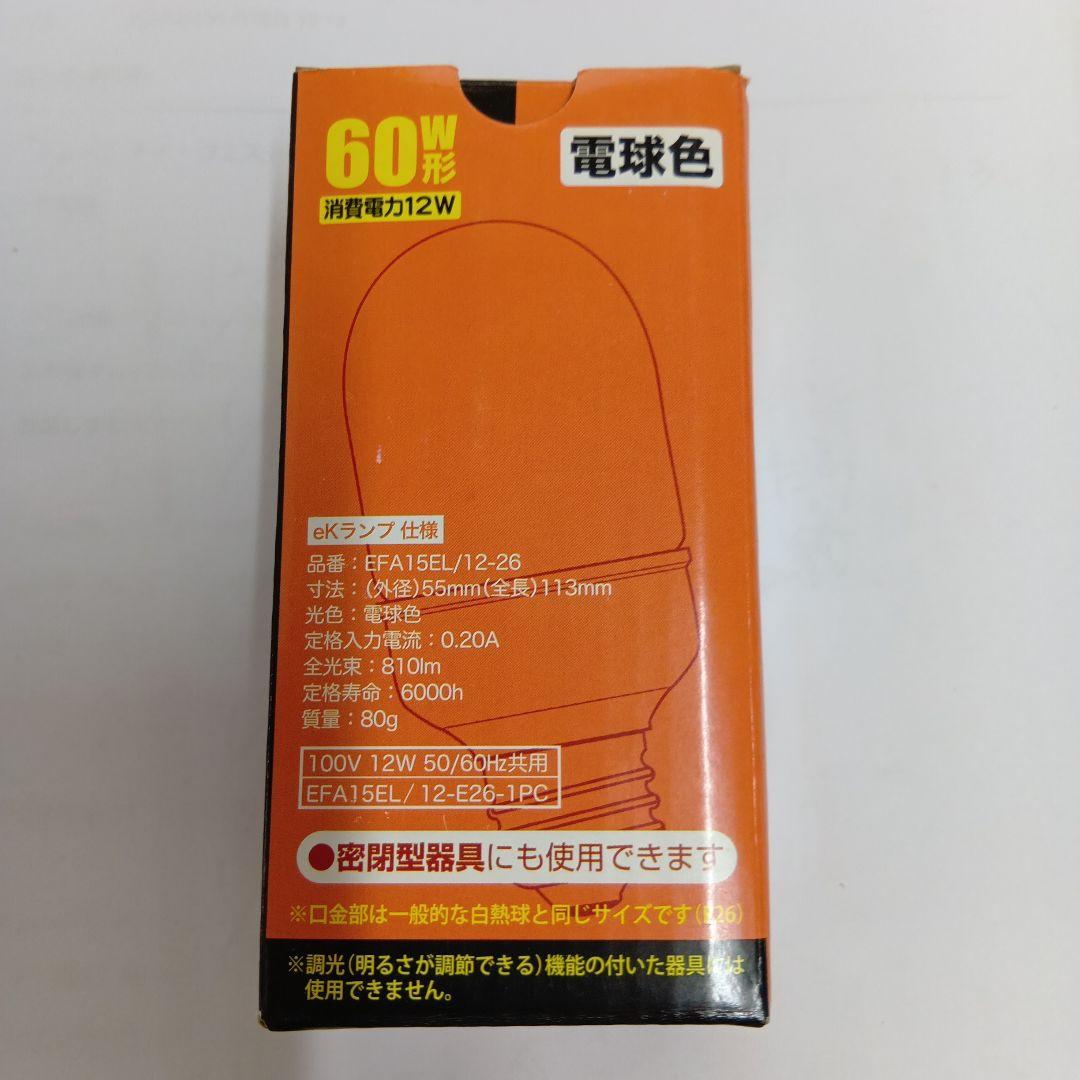 60W形
電球色
消費電力12W
eKランプ 仕様
品番：EFA15EL/12-26
寸法：(外径)55mm(全長)113mm
光色：電球色
定格入力電流：0.20A
全光束：810lm
定格寿命：6000h
質量：80g
100V 12W 50/60Hz共用
EFA15EL/12-E26-1PC
●密閉型器具にも使用できます
※口金部は一般的な白熱球と同じサイズです(E26)
※調光(明るさが調節できる)機能の付いた器具には
使用できません。